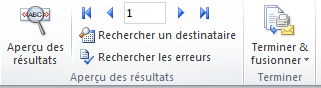 «ABC»
Aperçu des
résultats
1
Rechercher un destinataire
Rechercher les erreurs
Aperçu des résultats
Terminer &
fusionner
Terminer